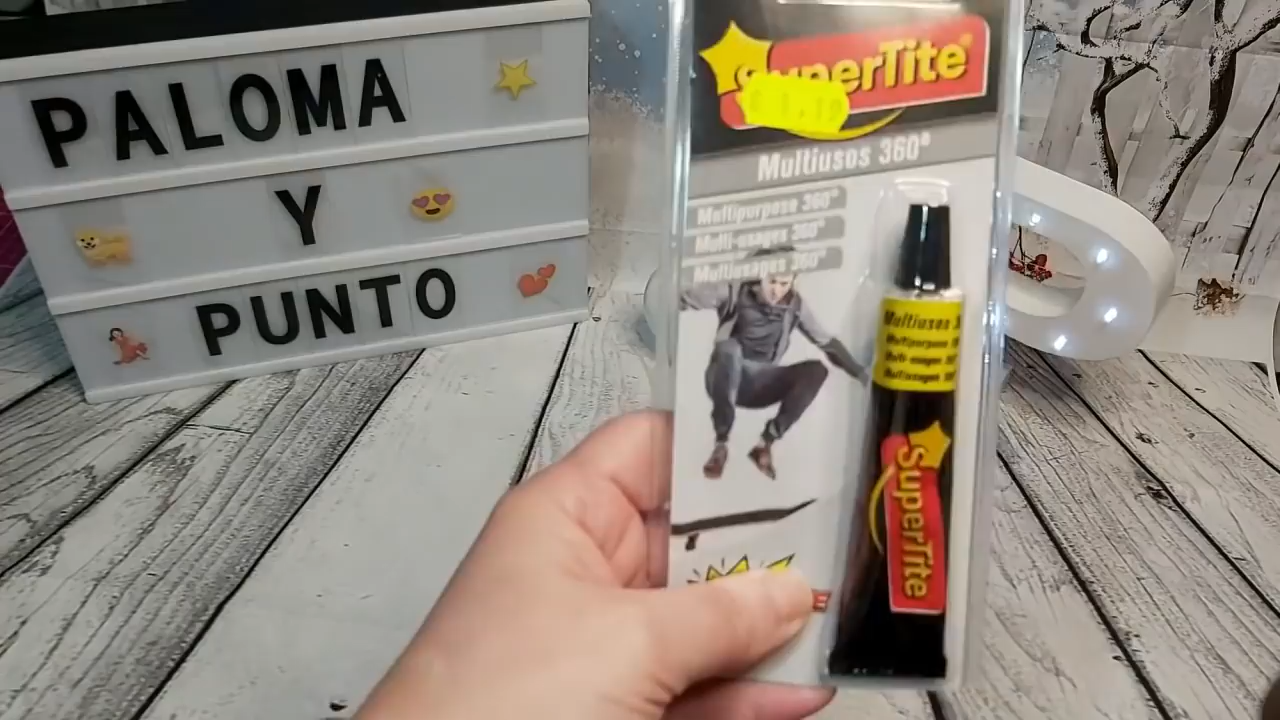 PALOMA
Y
PUNTO
SuperTite
Multiusos 360°
Multipurpose 360°
Multi-usages 360°
Multiusages 360°
Multiusos
Multipurpose
Multi-usages
Multiusages
SuperTite